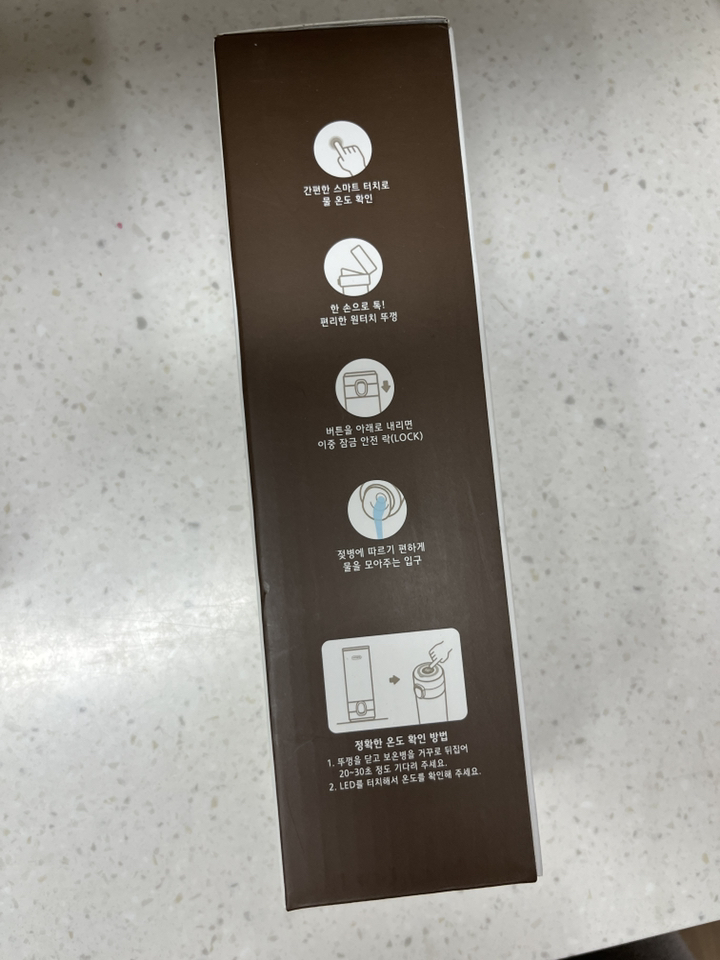 간편한 스마트 터치로
물 온도 확인
한 손으로 톡!
편리한 원터치 뚜껑
버튼을 아래로 내리면
이중 잠금 안전 락(LOCK)
젖병에 따르기 편하게
물을 모아주는 입구
정확한 온도 확인 방법
1. 뚜껑을 닫고 보온병을 거꾸로 뒤집어
20~30초 정도 기다려 주세요.
2. LED를 터치해서 온도를 확인해 주세요.